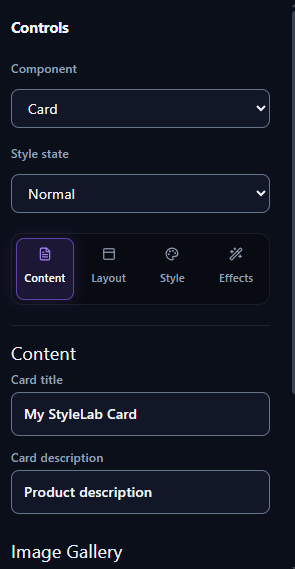 Controls
Component
Card
Style state
Normal
Content Layout Style Effects
Content
Card title
My StyleLab Card
Card description
Product description
Image Gallery